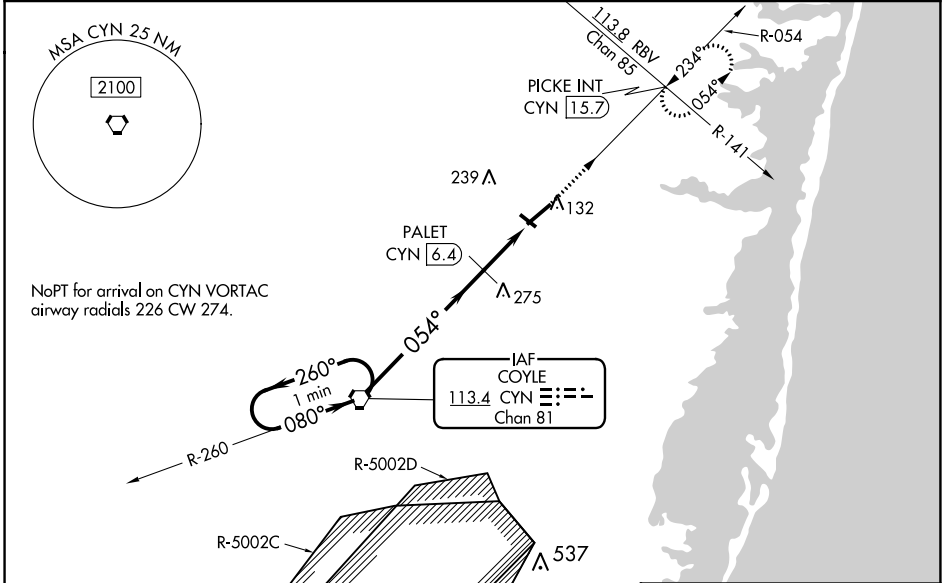 MSA CYN 25 NM
2100
113.8 RBV
Chan 85
R-054
234°
054°
PICKE INT
CYN 15.7
R-141
239
132
PALET
CYN 6.4
275
NoPT for arrival on CYN VORTAC
airway radials 226 CW 274.
054°
260°
1 min
080°
IAF
COYLE
113.4 CYN
Chan 81
R-260
R-5002D
R-5002C
537